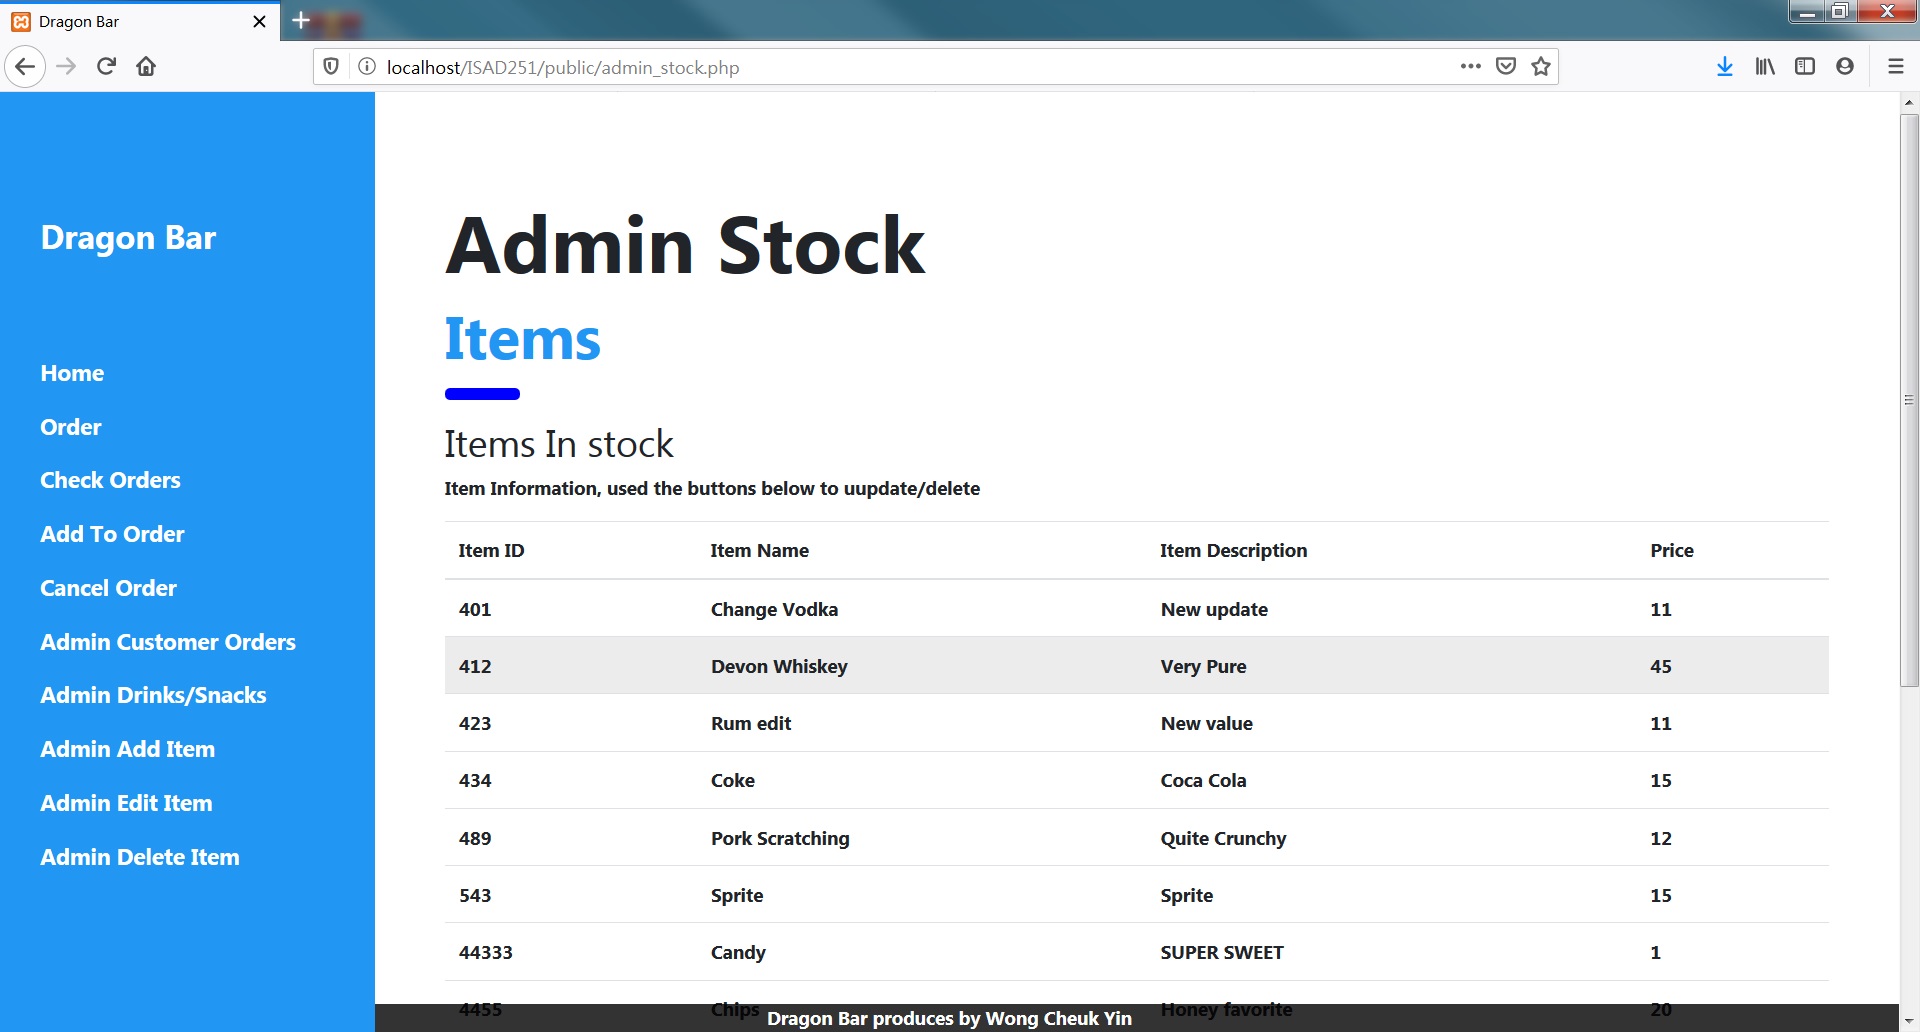 Dragon Bar
localhost/ISAD251/public/admin_stock.php
Dragon Bar
Home
Order
Check Orders
Add To Order
Cancel Order
Admin Customer Orders
Admin Drinks/Snacks
Admin Add Item
Admin Edit Item
Admin Delete Item
Admin Stock
Items
Items In stock
Item Information, used the buttons below to uupdate/delete
Item ID Item Name Item Description Price
401 Change Vodka New update 11
412 Devon Whiskey Very Pure 45
423 Rum edit New value 11
434 Coke Coca Cola 15
489 Pork Scratching Quite Crunchy 12
543 Sprite Sprite 15
44333 Candy SUPER SWEET 1
4455 Chips Honey favorite 20
Dragon Bar produces by Wong Cheuk Yin